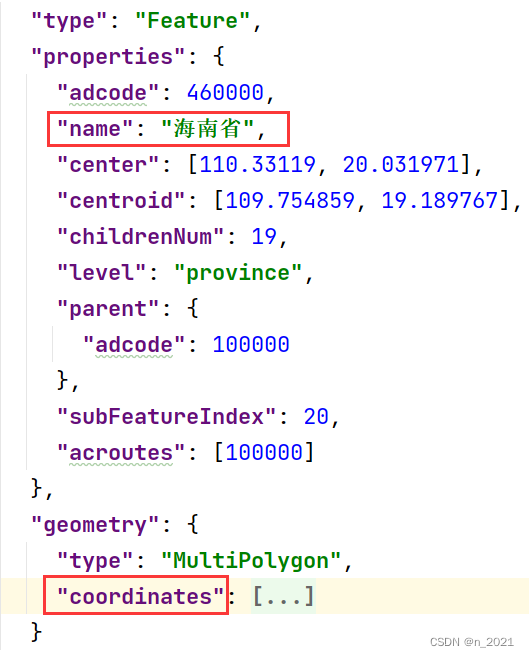 "type": "Feature",
"properties": {
"adcode": 460000,
"name": "海南省",
"center": [110.33119, 20.031971],
"centroid": [109.754859, 19.189767],
"childrenNum": 19,
"level": "province",
"parent": {
"adcode": 100000
},
"subFeatureIndex": 20,
"acroutes": [100000]
},
"geometry": {
"type": "MultiPolygon",
"coordinates": [...]
}
CSDN @n_2021